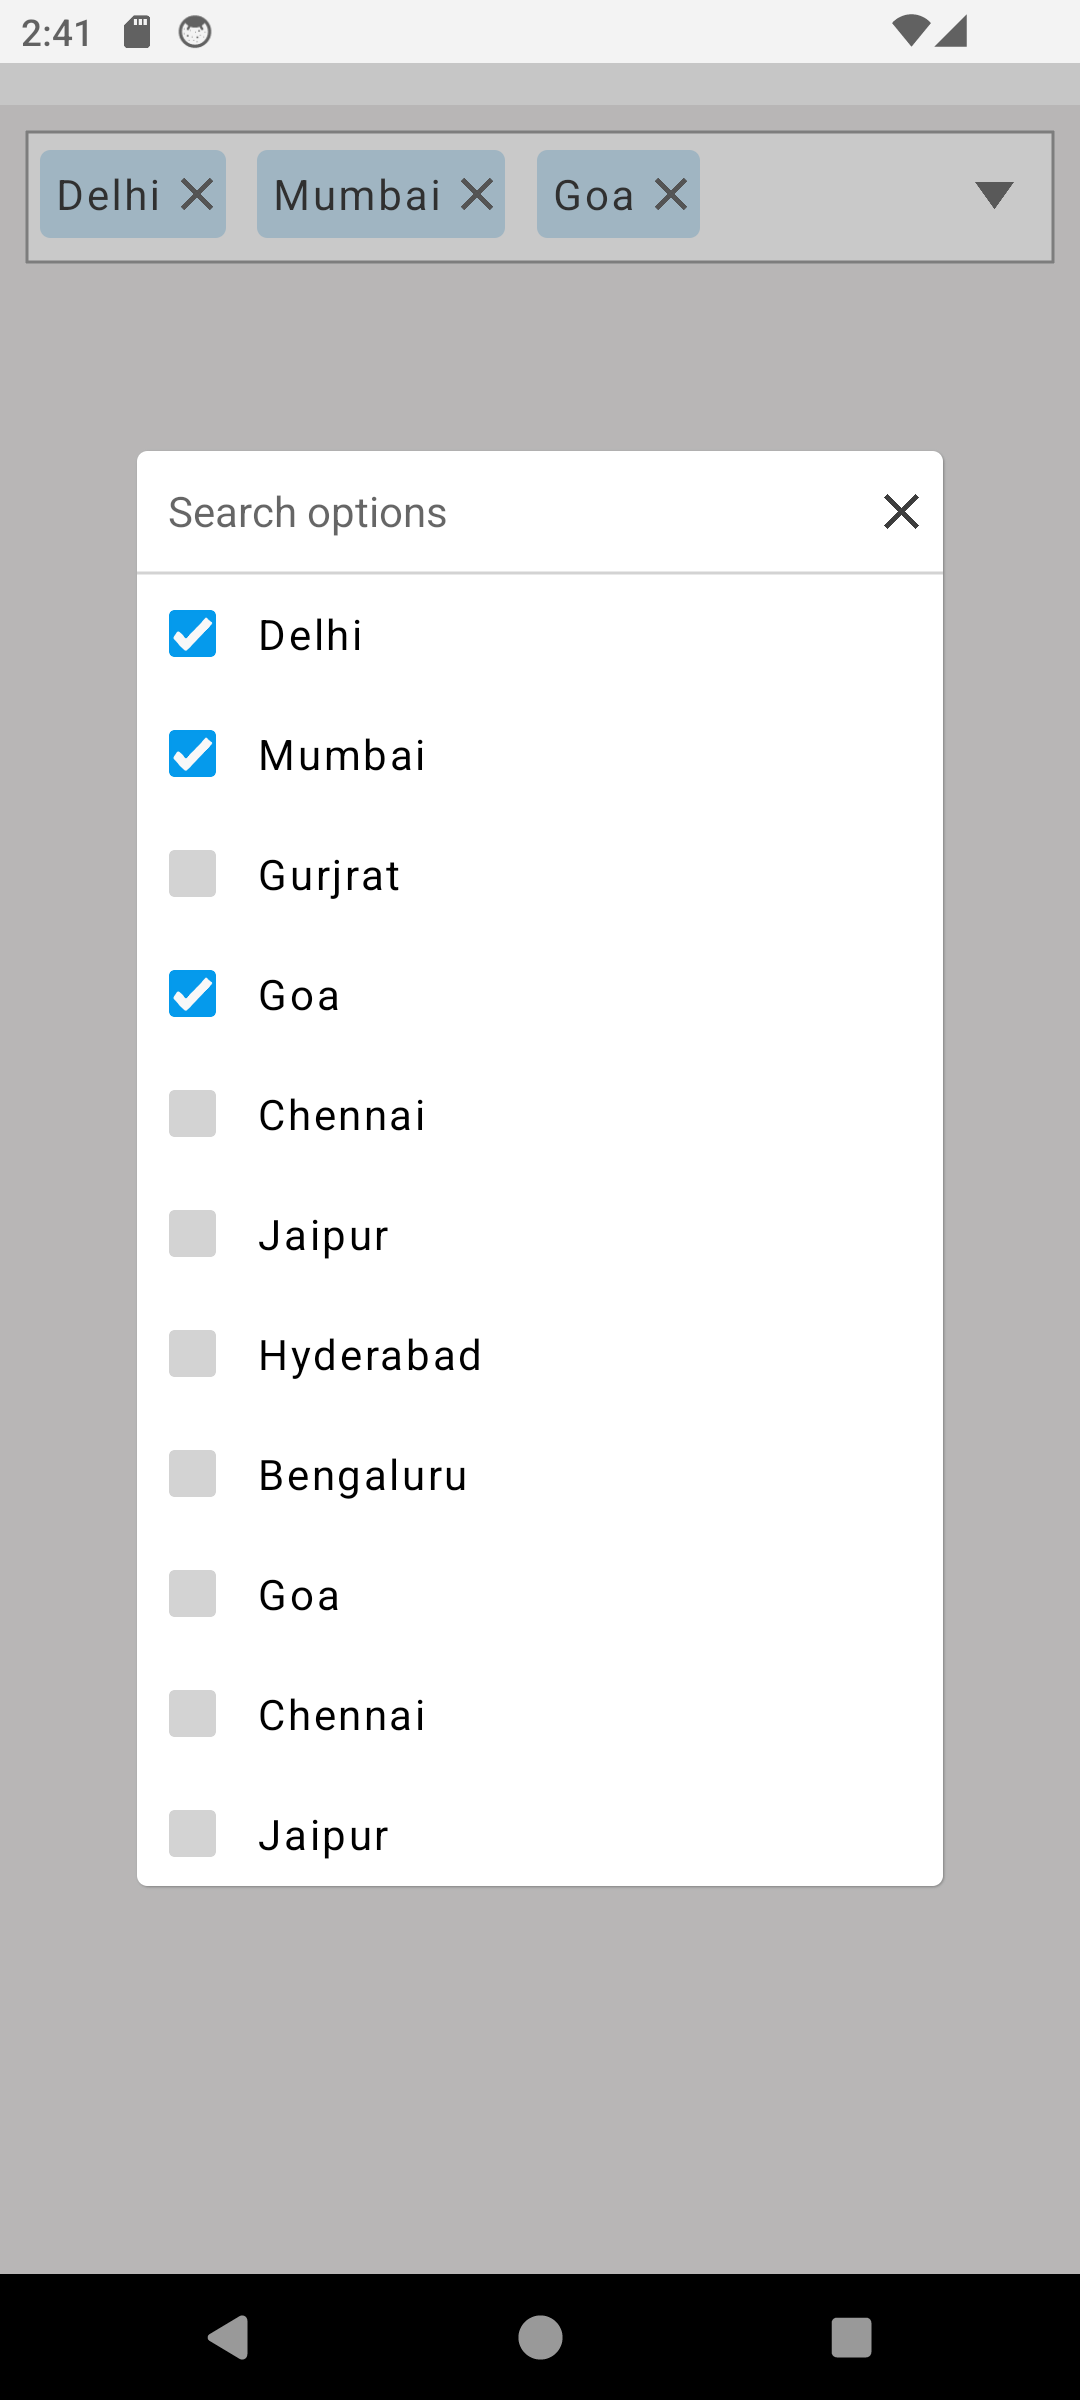 2:41
Delhi Mumbai Goa
Search options
Delhi
Mumbai
Gurjrat
Goa
Chennai
Jaipur
Hyderabad
Bengaluru
Goa
Chennai
Jaipur